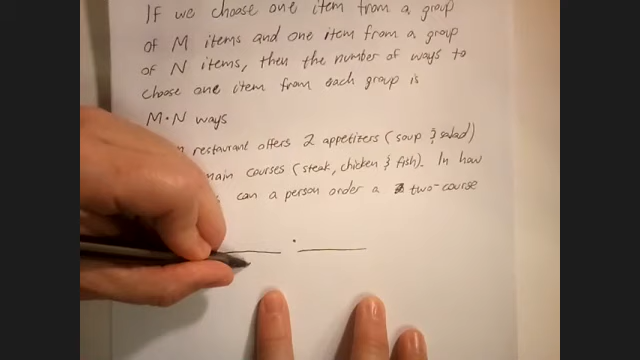 If we choose one item from a group
of M items and one item from a group
of N items, then the number of ways to
choose one item from each group is
M·N ways
restaurant offers 2 appetizers (soup & salad)
main courses (steak, chicken & fish). In how
can a person order a two-course